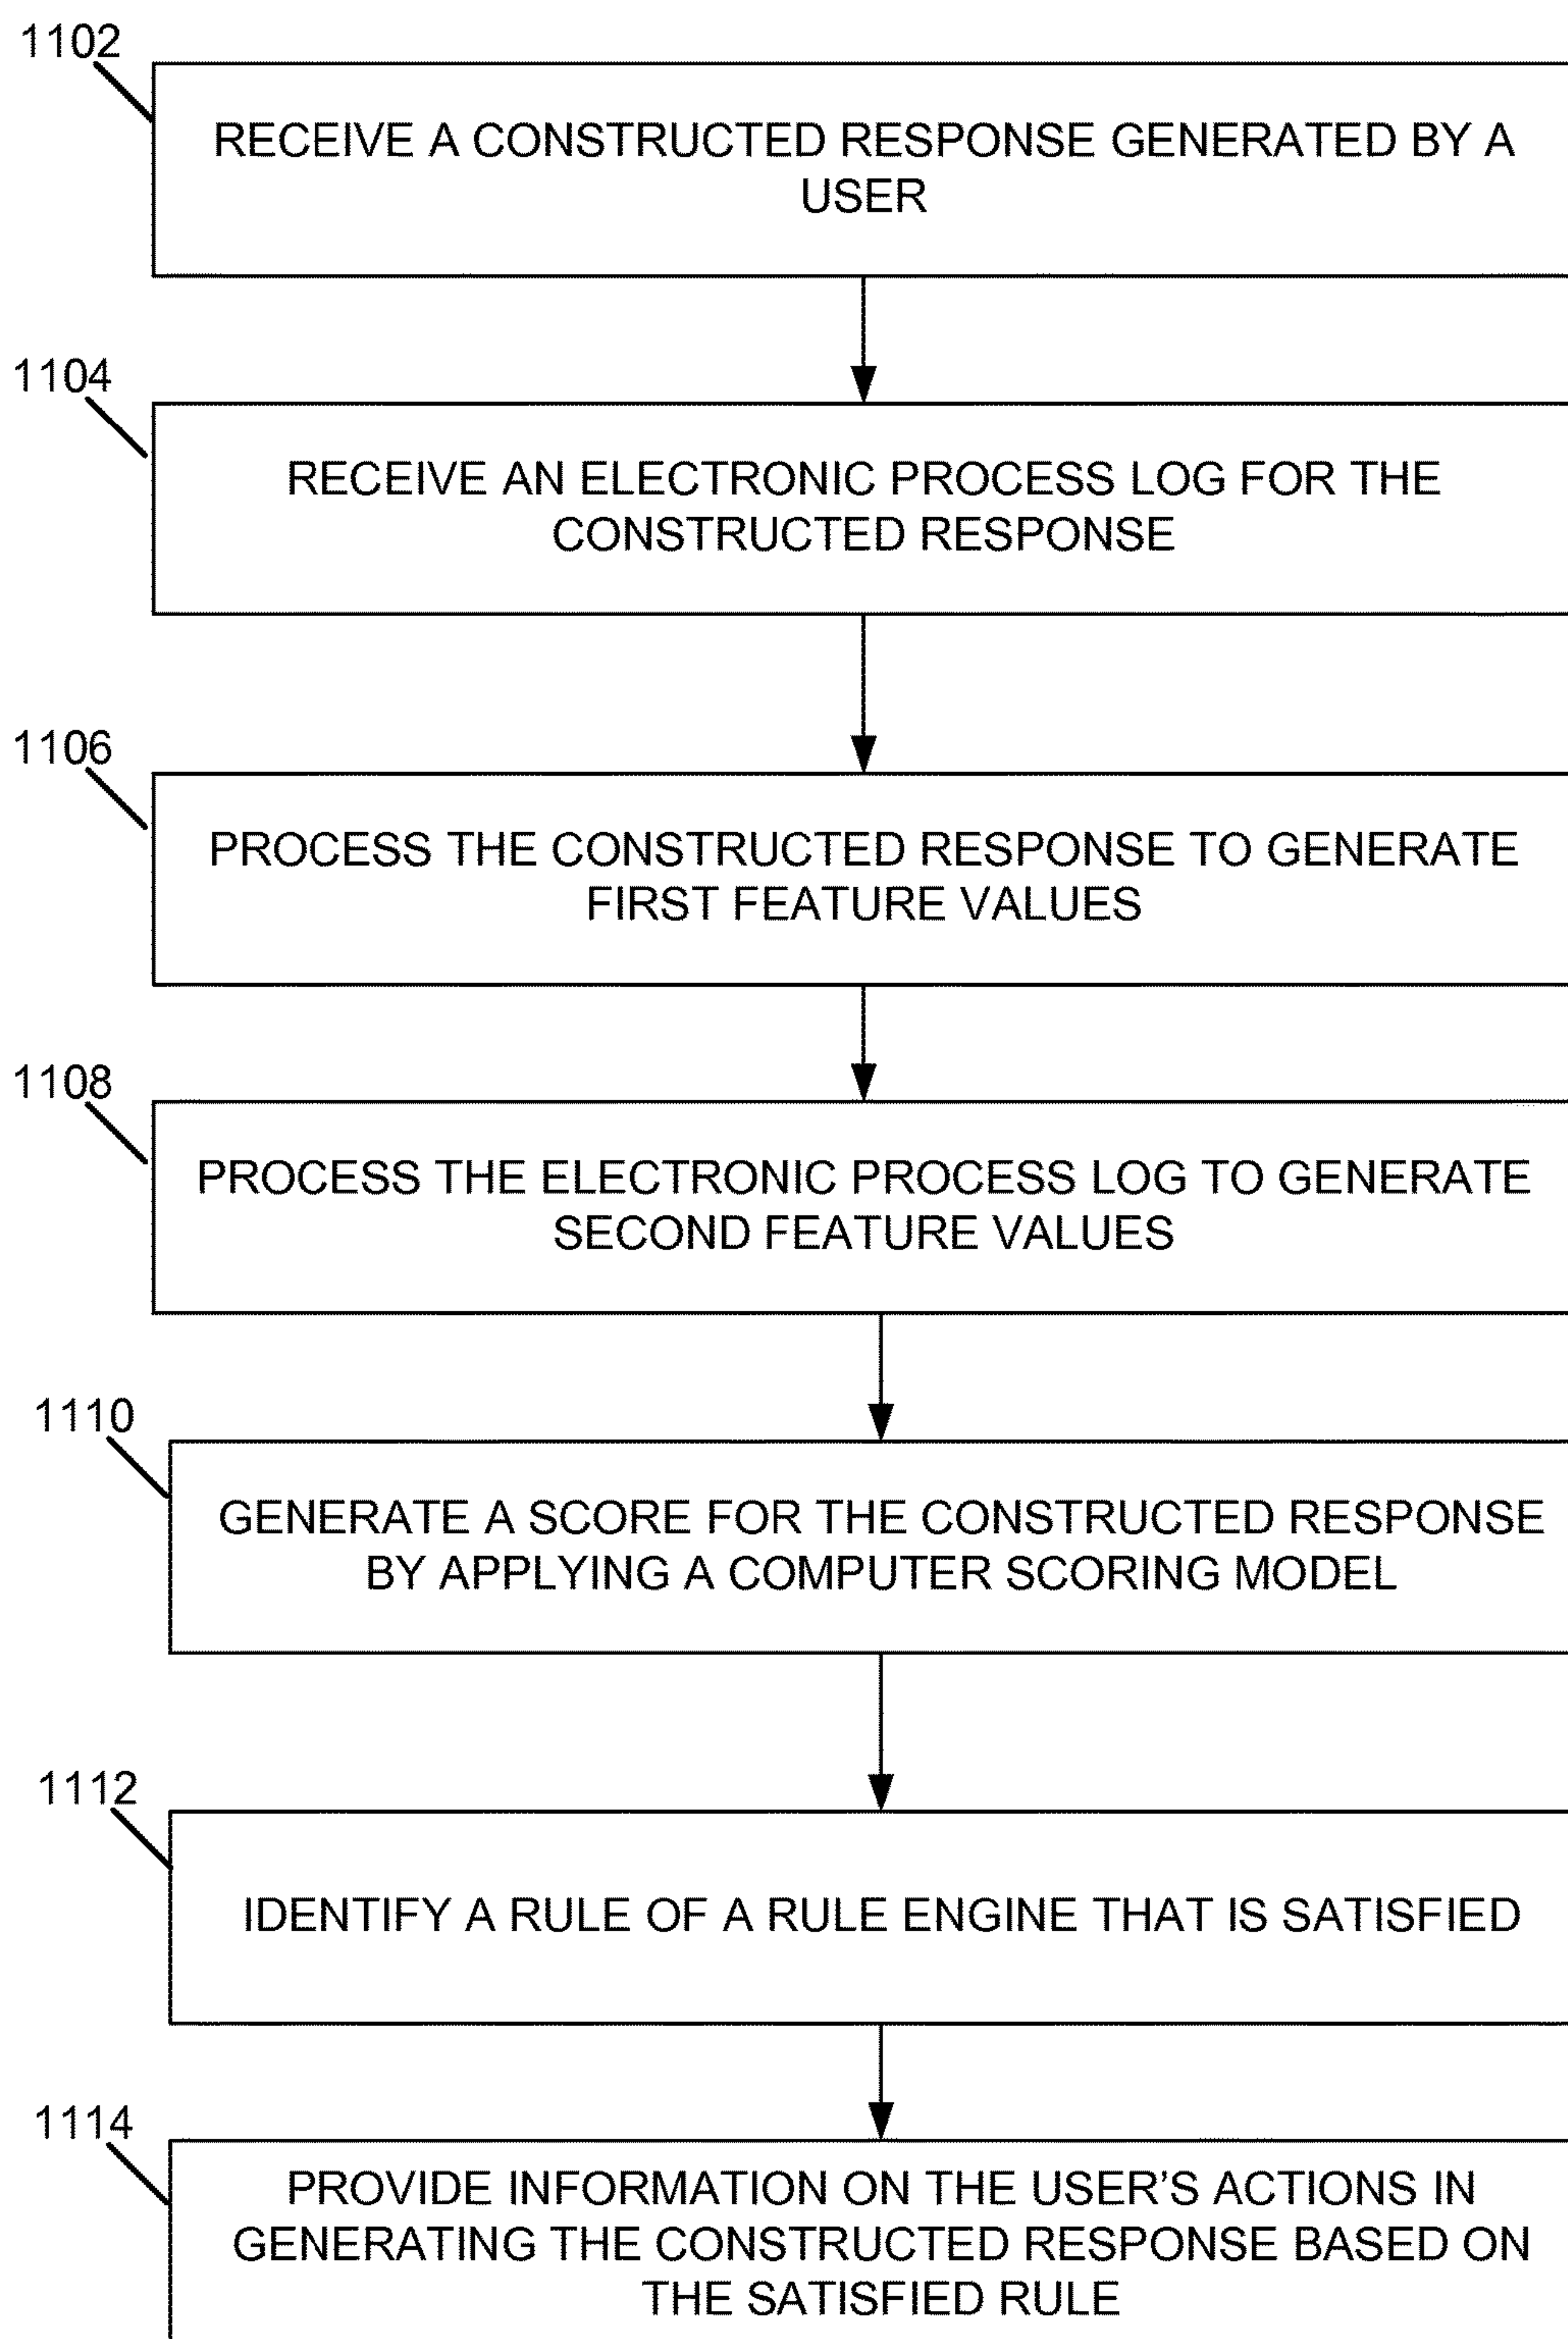 1102
RECEIVE A CONSTRUCTED RESPONSE GENERATED BY A
USER
1104
RECEIVE AN ELECTRONIC PROCESS LOG FOR THE
CONSTRUCTED RESPONSE
1106
PROCESS THE CONSTRUCTED RESPONSE TO GENERATE
FIRST FEATURE VALUES
1108
PROCESS THE ELECTRONIC PROCESS LOG TO GENERATE
SECOND FEATURE VALUES
1110
GENERATE A SCORE FOR THE CONSTRUCTED RESPONSE
BY APPLYING A COMPUTER SCORING MODEL
1112
IDENTIFY A RULE OF A RULE ENGINE THAT IS SATISFIED
1114
PROVIDE INFORMATION ON THE USER’S ACTIONS IN
GENERATING THE CONSTRUCTED RESPONSE BASED ON
THE SATISFIED RULE